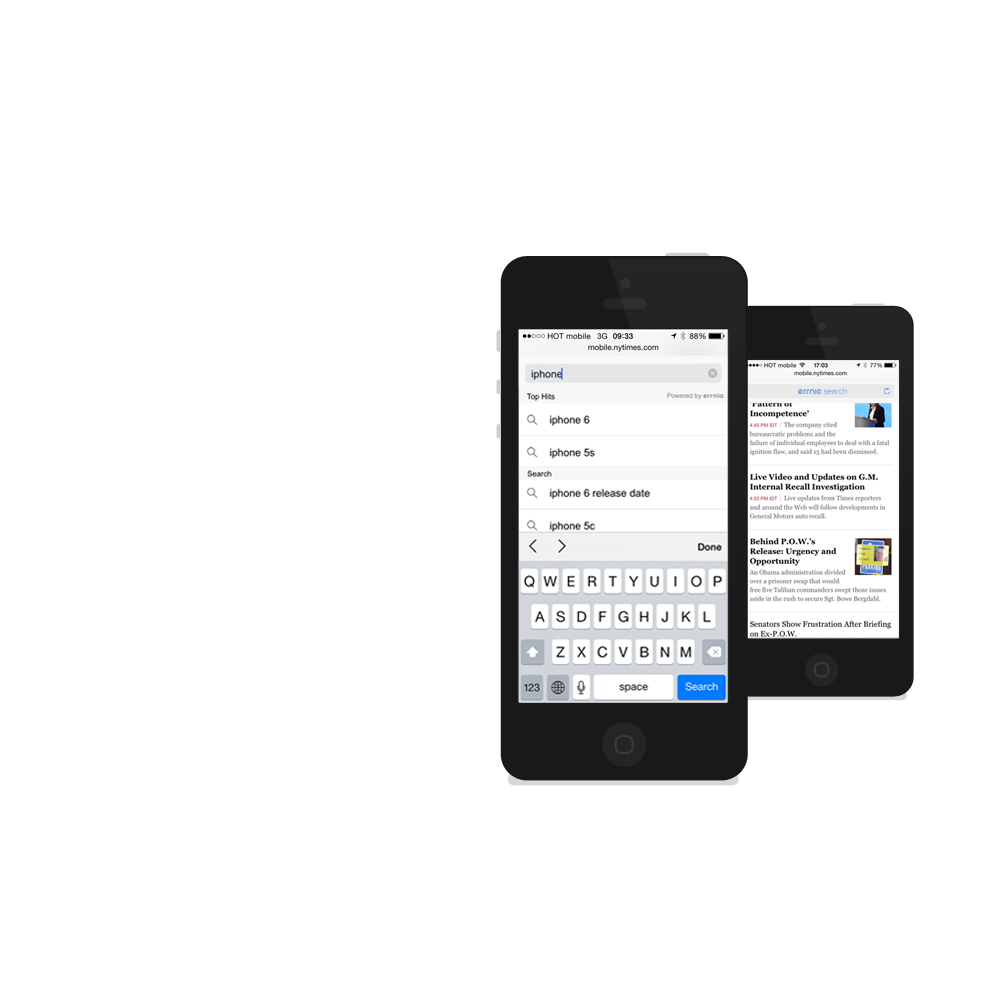 HOT mobile 3G 09:33 88%
mobile.nytimes.com
iphone
Top Hits Powered by errnio
iphone 6
iphone 5s
Search
iphone 6 release date
iphone 5c
Done
Q W E R T Y U I O P
A S D F G H J K L
Z X C V B N M
123 space Search
HOT mobile 17:03 77%
mobile.nytimes.com
errnio search
'Pattern of
Incompetence'
4:45 PM IDT | The company cited
bureaucratic problems and the
failure of individual employees to deal with a fatal
ignition flaw, and said 15 had been dismissed.
Live Video and Updates on G.M.
Internal Recall Investigation
4:53 PM IDT | Live updates from Times reporters
and around the Web will follow developments in
General Motors auto recall.
Behind P.O.W.'s
Release: Urgency and
Opportunity
An Obama administration divided
over a prisoner swap that would
free five Taliban commanders swept those issues
aside in the rush to secure Sgt. Bowe Bergdahl.
Senators Show Frustration After Briefing
on Ex-P.O.W.